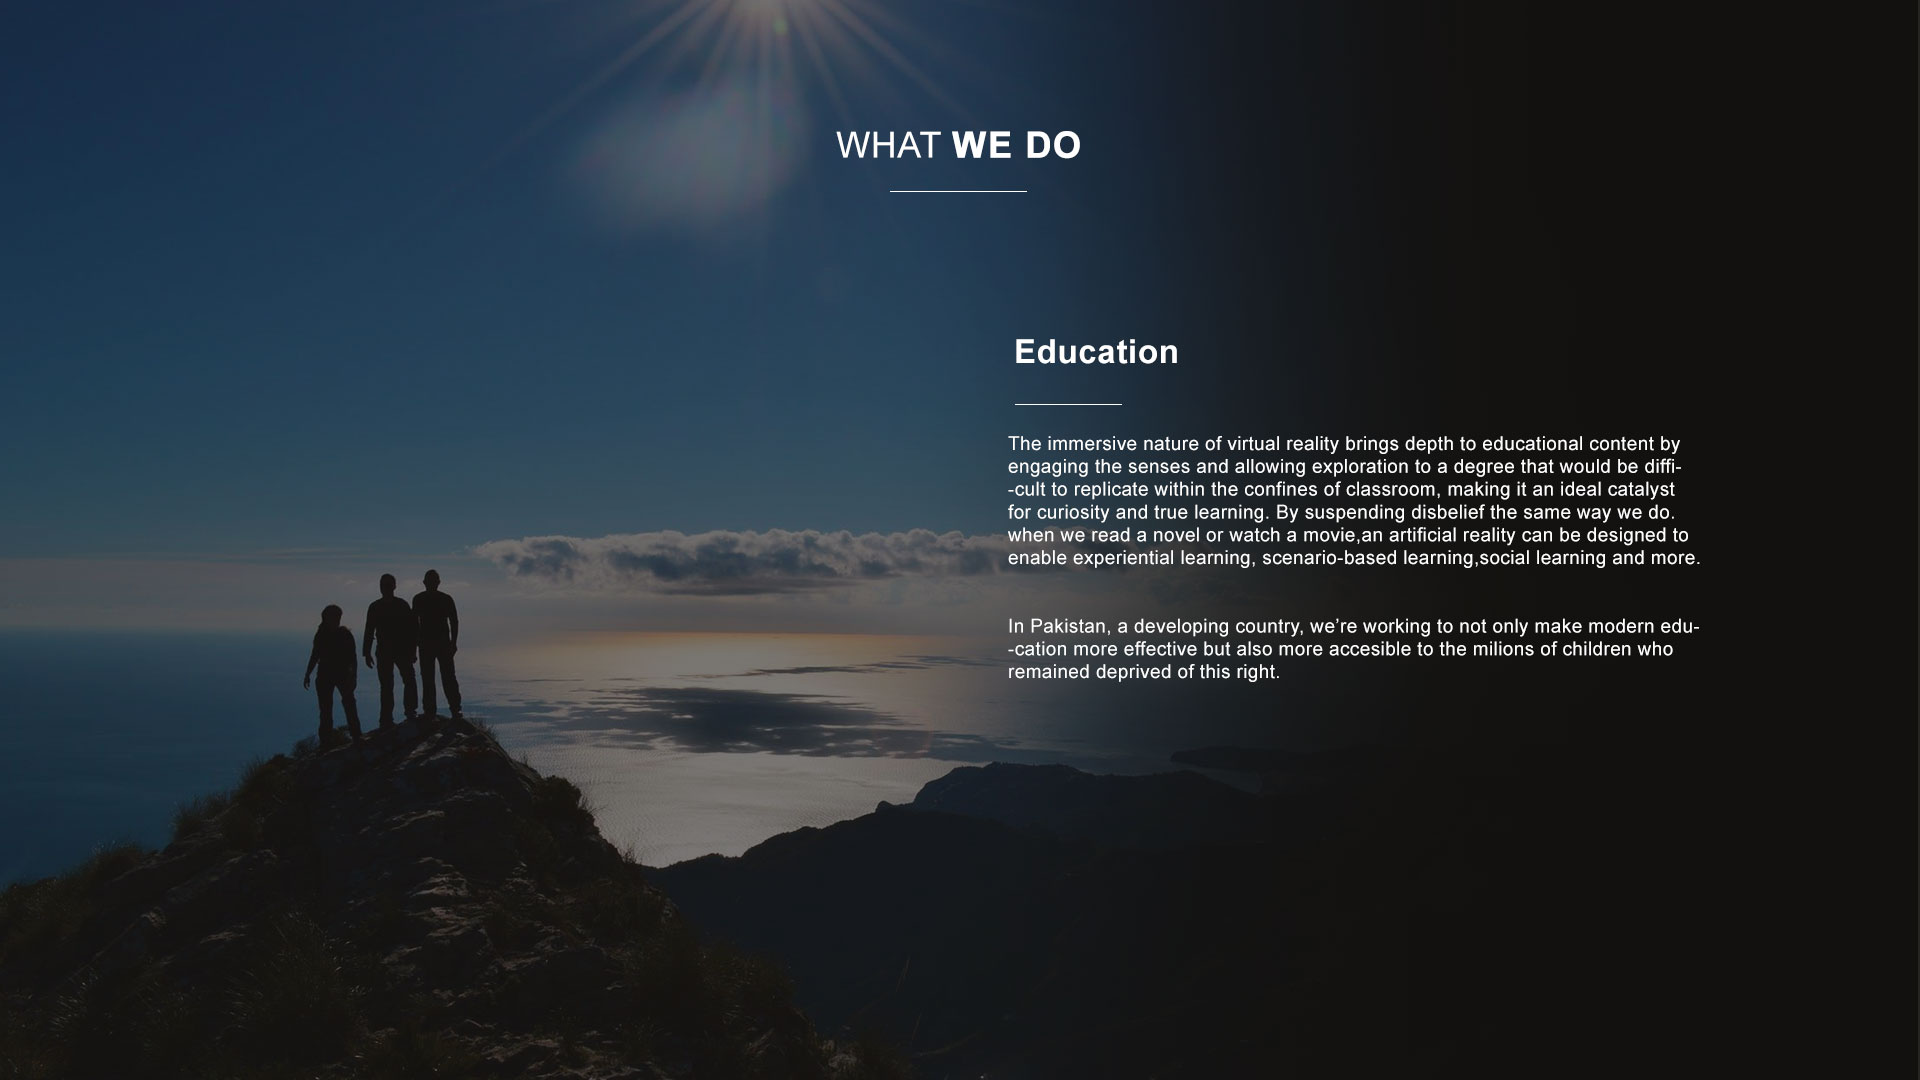 WHAT WE DO
Education
The immersive nature of virtual reality brings depth to educational content by
engaging the senses and allowing exploration to a degree that would be diffi-
-cult to replicate within the confines of classroom, making it an ideal catalyst
for curiosity and true learning. By suspending disbelief the same way we do.
when we read a novel or watch a movie,an artificial reality can be designed to
enable experiential learning, scenario-based learning,social learning and more.
In Pakistan, a developing country, we’re working to not only make modern edu-
-cation more effective but also more accesible to the milions of children who
remained deprived of this right.